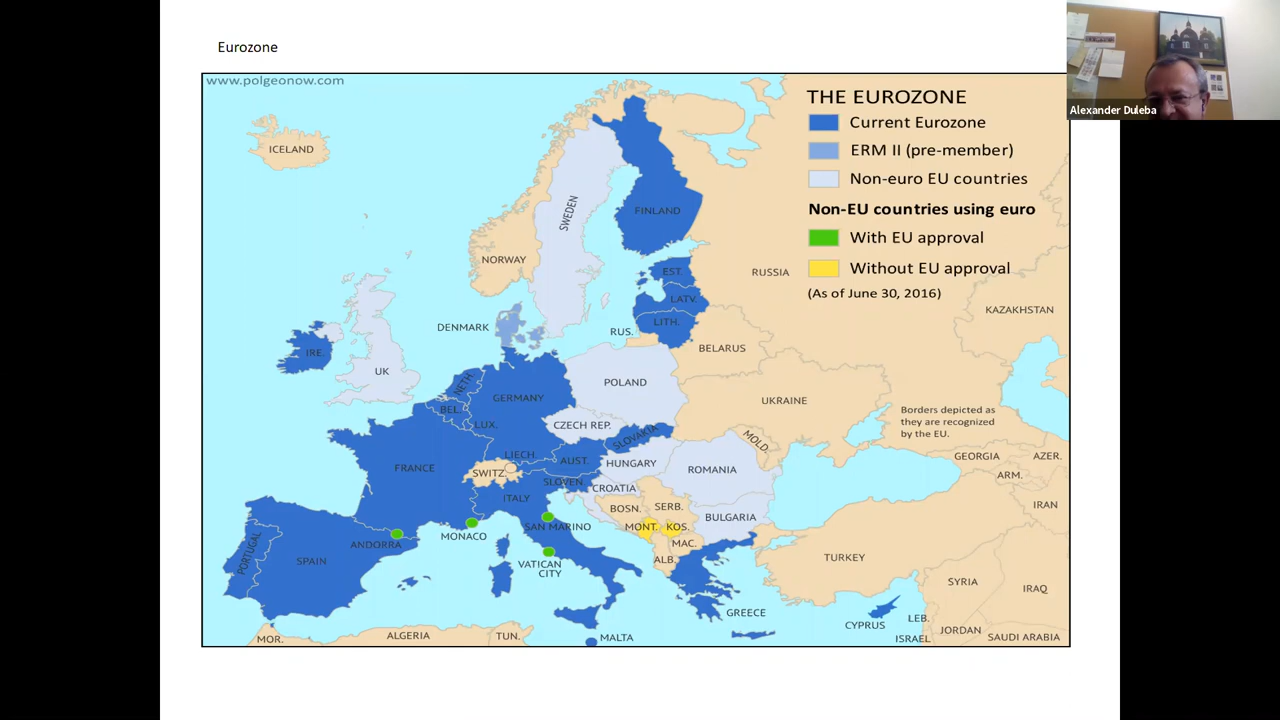 Eurozone
Alexander Duleba
www.polgeonow.com
THE EUROZONE
Current Eurozone
ERM II (pre-member)
Non-euro EU countries
Non-EU countries using euro
With EU approval
Without EU approval
(As of June 30, 2016)
ICELAND
SWEDEN
FINLAND
NORWAY
RUSSIA
EST.
LATV.
LITH.
RUS.
KAZAKHSTAN
DENMARK
BELARUS
IRE.
UK
NETH
BEL.
LUX.
GERMANY
POLAND
UKRAINE
CZECH REP.
SLOVAKIA
MOLD.
Borders depicted as
they are recognized
by the EU.
FRANCE
LIECH.
SWITZ.
AUST.
HUNGARY
ROMANIA
SLOVEN.
CROATIA
ITALY
BOSN.
SERB.
BULGARIA
GEORGIA
AZER.
ARM.
IRAN
SAN MARINO
MONT.
KOS.
MAC.
ALB.
MONACO
ANDORRA
PORTUGAL
SPAIN
VATICAN
CITY
TURKEY
SYRIA
IRAQ
GREECE
CYPRUS
LEB.
ISRAEL
JORDAN
SAUDI ARABIA
MOR.
ALGERIA
TUN.
MALTA